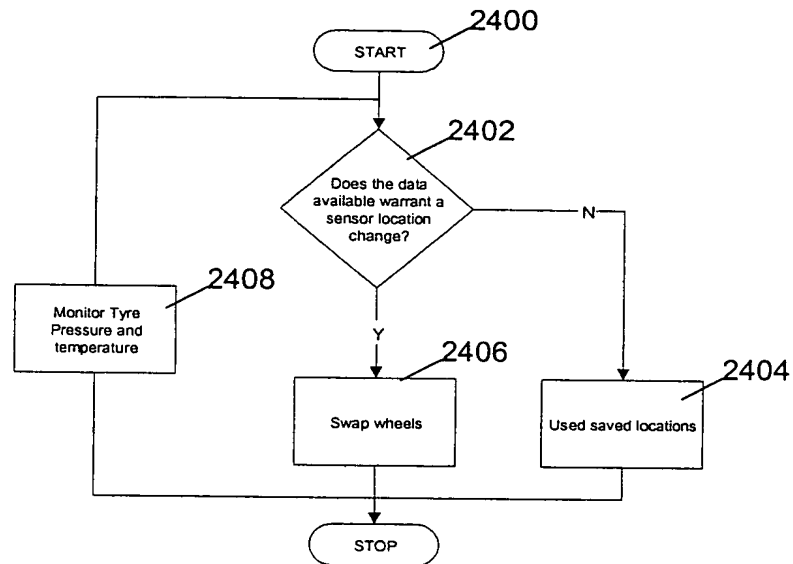 2400
START
2402
Does the data
available warrant a
sensor location
change?
N
2408
Monitor Tyre
Pressure and
temperature
Y
2406
Swap wheels
2404
Used saved locations
STOP